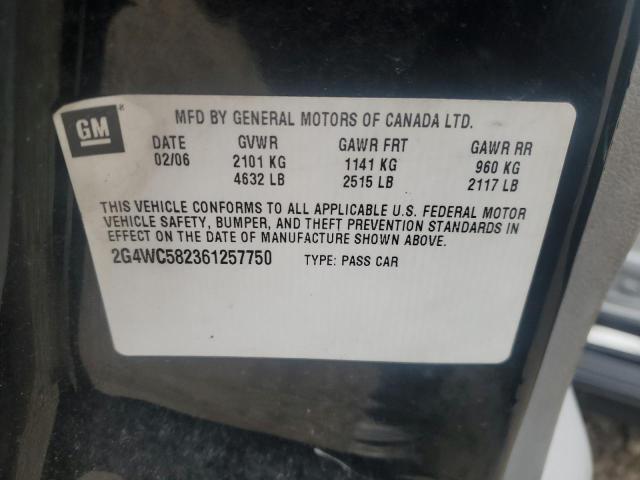 GM
MFD BY GENERAL MOTORS OF CANADA LTD.
DATE GVWR GAWR FRT GAWR RR
02/06 2101 KG 1141 KG 960 KG
4632 LB 2515 LB 2117 LB
THIS VEHICLE CONFORMS TO ALL APPLICABLE U.S. FEDERAL MOTOR
VEHICLE SAFETY, BUMPER, AND THEFT PREVENTION STANDARDS IN
EFFECT ON THE DATE OF MANUFACTURE SHOWN ABOVE.
2G4WC582361257750 TYPE: PASS CAR